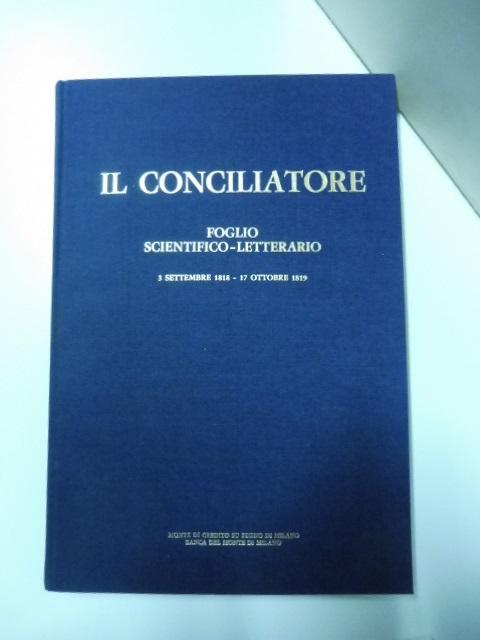 IL CONCILIATORE
FOGLIO
SCIENTIFICO-LETTERARIO
3 SETTEMBRE 1818 - 17 OTTOBRE 1819
MONTE DI CREDITO SU PEGNO DI MILANO
BANCA DEL MONTE DI MILANO